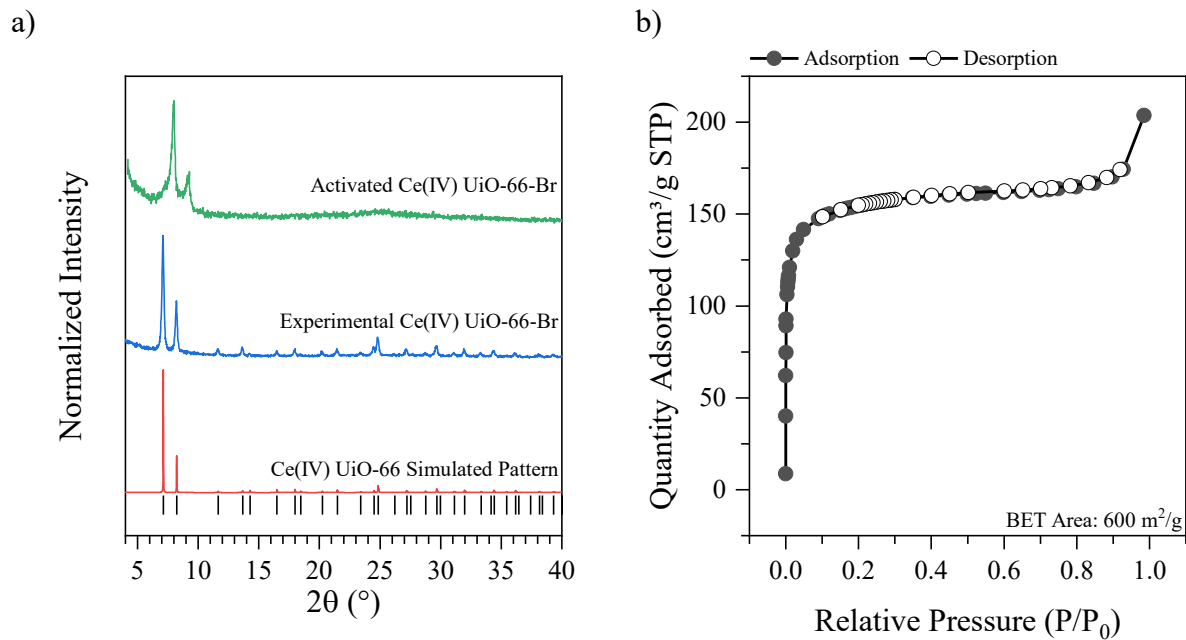 a)
Normalized Intensity
Activated Ce(IV) UiO-66-Br
Experimental Ce(IV) UiO-66-Br
Ce(IV) UiO-66 Simulated Pattern
5 10 15 20 25 30 35 40
2θ (°)
b)
Adsorption Desorption
Quantity Adsorbed (cm³/g STP)
200
150
100
50
0
BET Area: 600 m²/g
0.0 0.2 0.4 0.6 0.8 1.0
Relative Pressure (P/P₀)